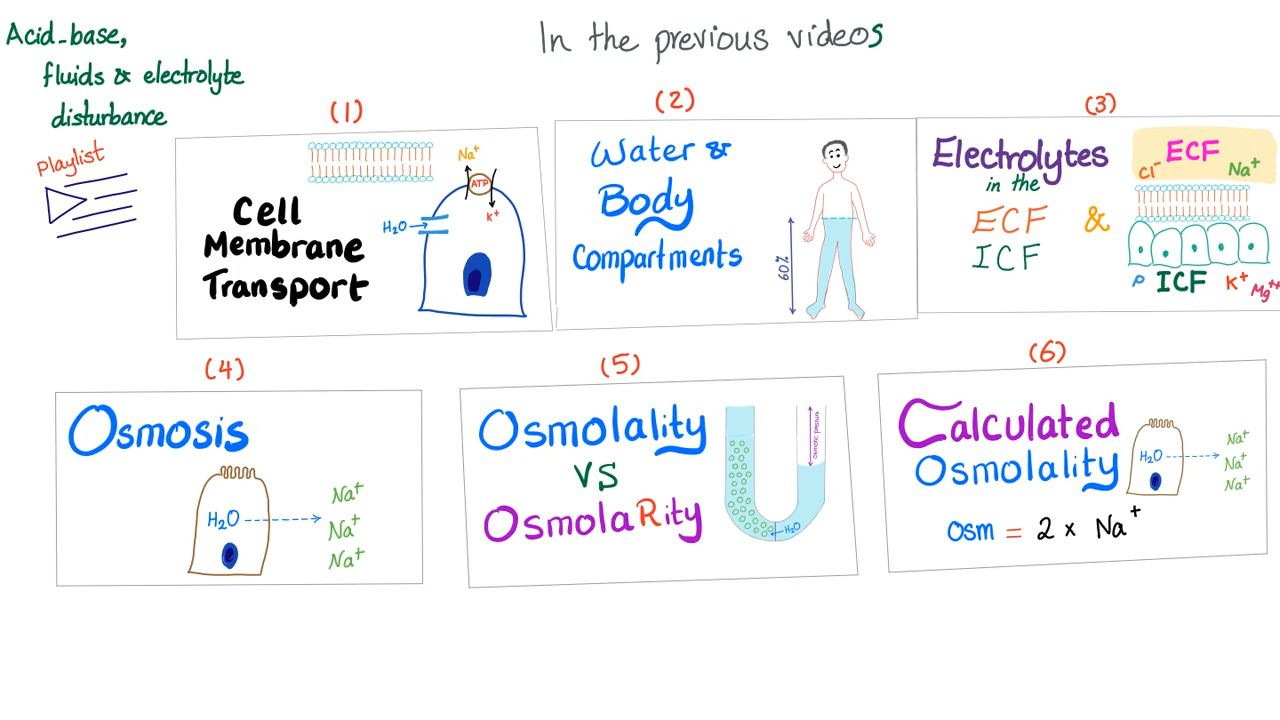 Acid-base,
fluids & electrolyte
disturbance
Playlist
In the previous videos
(1)
Cell
Membrane
Transport
Na+
ATP
K+
H₂O
(2)
Water &
Body
Compartments
60%
(3)
Electrolytes
in the
ECF &
ICF
ECF
Cl- Na+
P ICF K+ Mg++
(4)
Osmosis
H₂O
Na+
Na+
Na+
(5)
Osmolality
VS
OsmolaRity
Osmotic pressure
H₂O
(6)
Calculated
Osmolality
H₂O
Na+
Na+
Na+
Osm = 2 x Na+